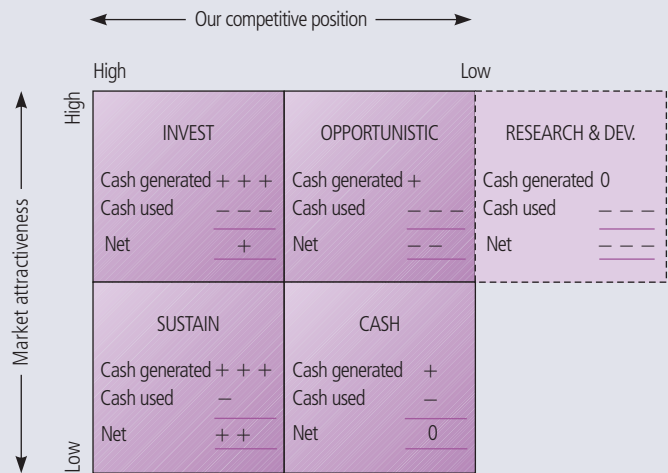 Our competitive position
High Low
Market attractiveness
High
INVEST
Cash generated + + +
Cash used – – –
Net +
OPPORTUNISTIC
Cash generated +
Cash used – – –
Net – –
RESEARCH & DEV.
Cash generated 0
Cash used – – –
Net – – –
SUSTAIN
Cash generated + + +
Cash used –
Net + +
CASH
Cash generated +
Cash used –
Net 0
Low